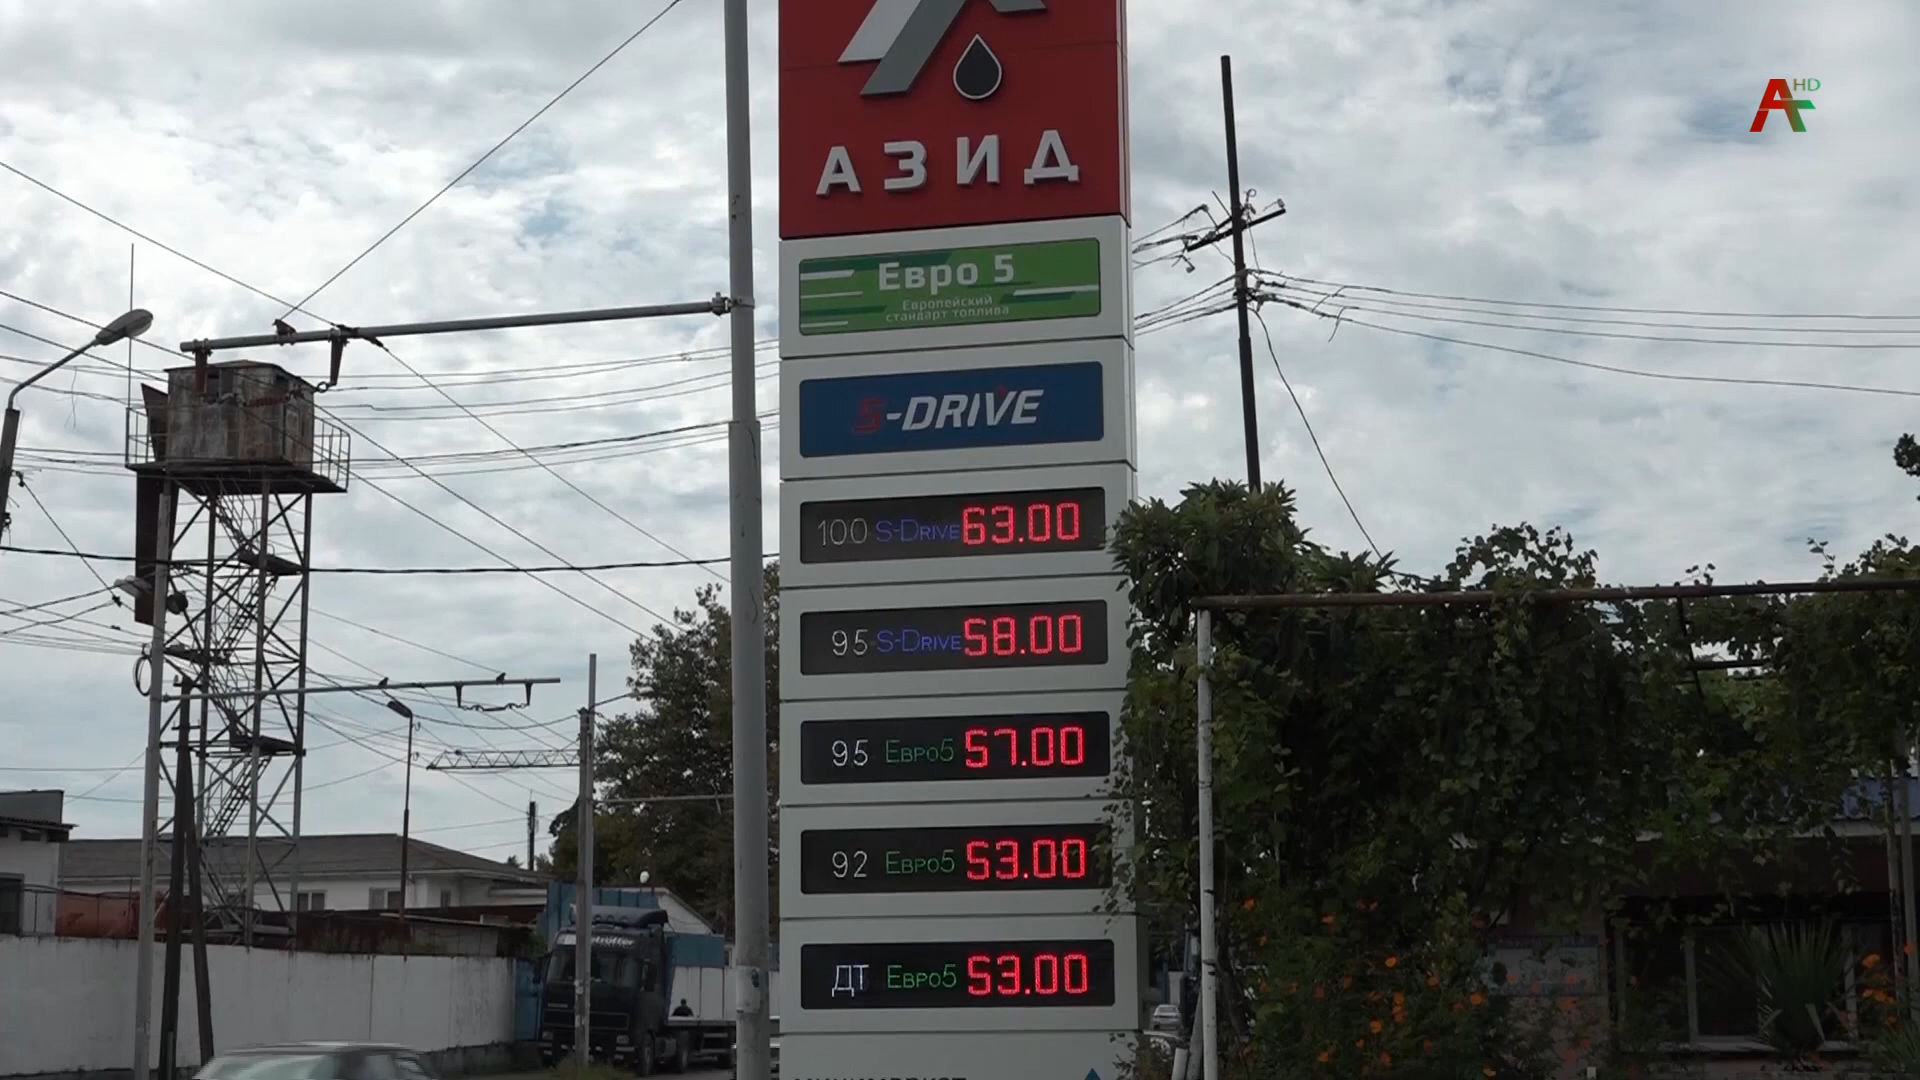 HD
АЗИД
Евро 5
Европейский
стандарт топлива
S-DRIVE
100 S-DRIVE 63.00
95 S-DRIVE 58.00
95 ЕВРО5 57.00
92 ЕВРО5 53.00
ДТ ЕВРО5 53.00